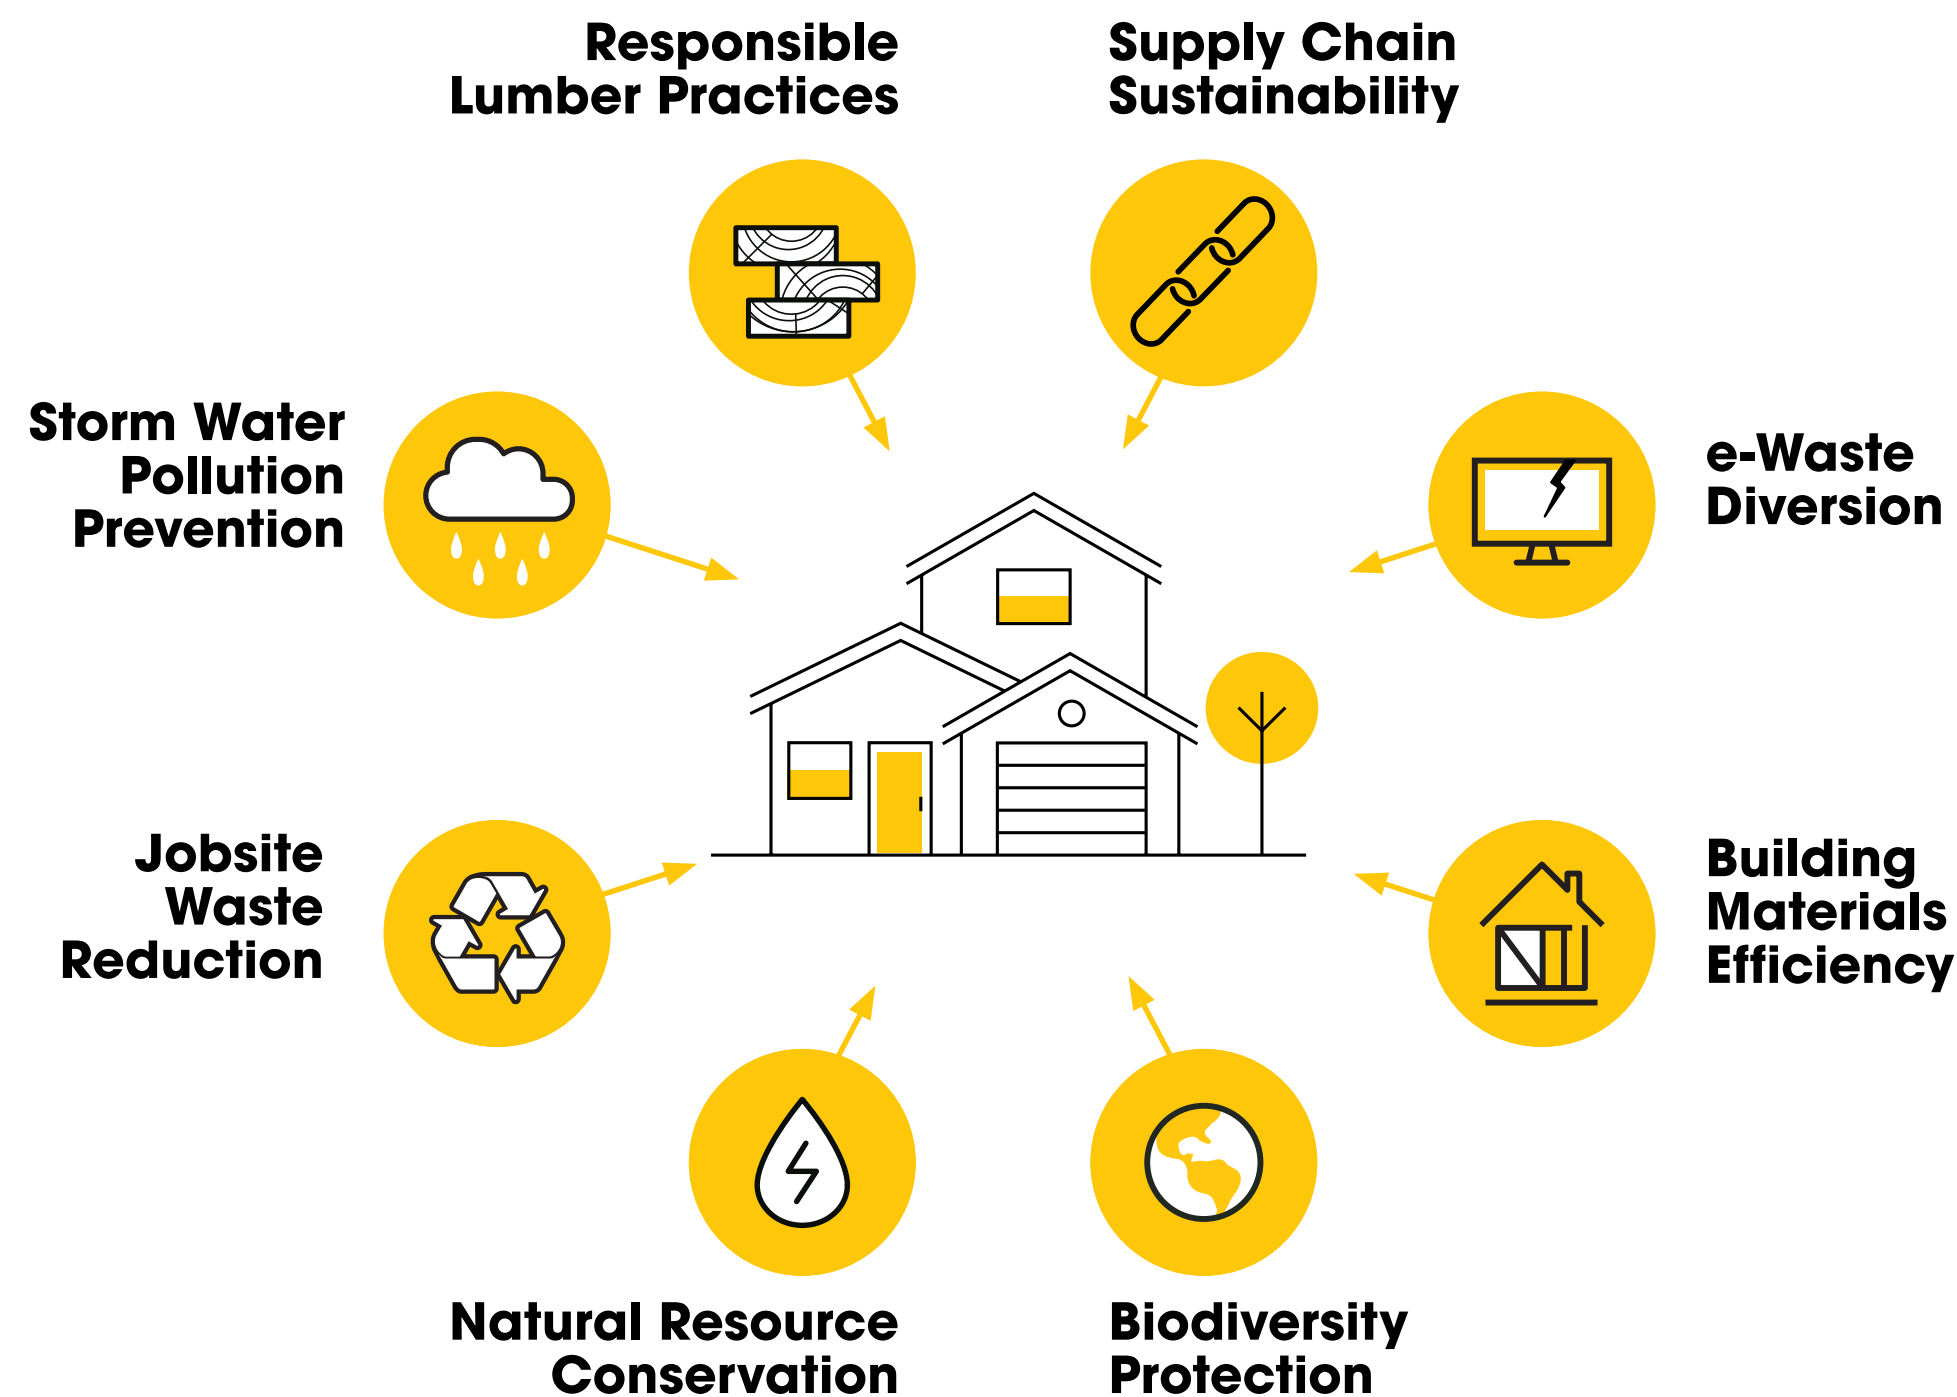 Responsible
Lumber Practices
Supply Chain
Sustainability
Storm Water
Pollution
Prevention
e-Waste
Diversion
Jobsite
Waste
Reduction
Building
Materials
Efficiency
Natural Resource
Conservation
Biodiversity
Protection